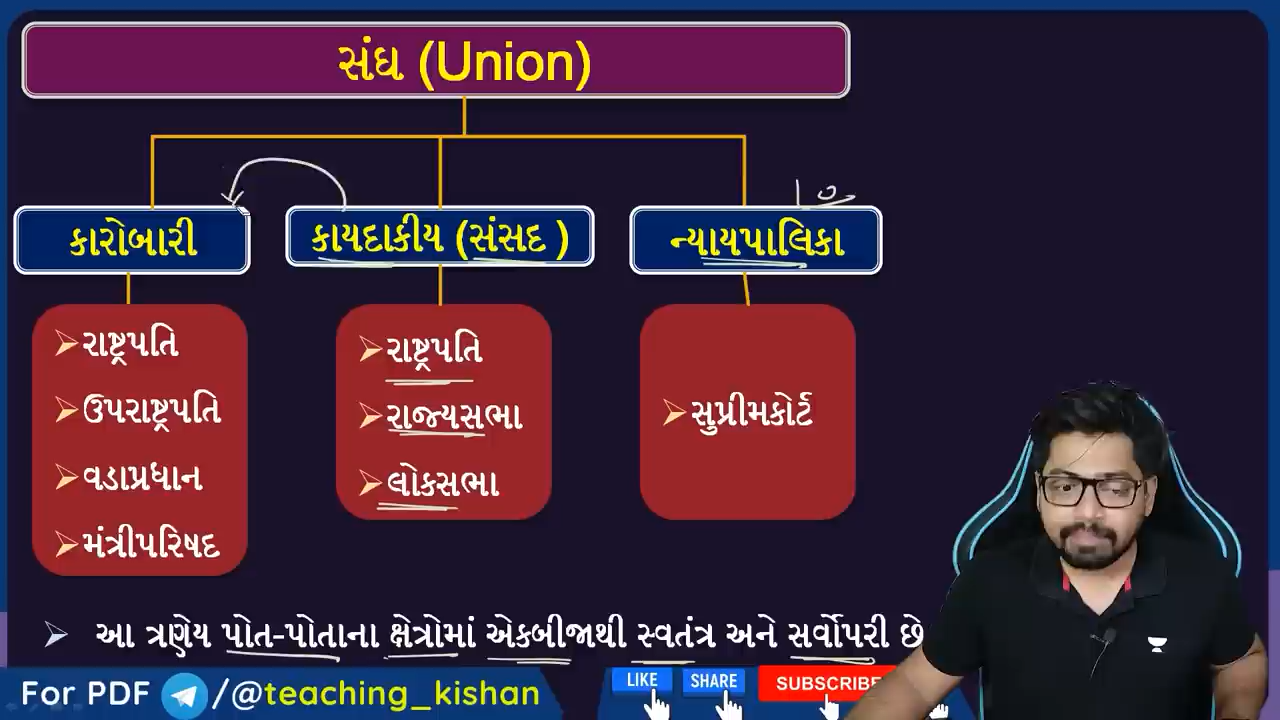 સંઘ (Union)
કારોબારી
કાયદાકીય (સંસદ )
ન્યાયપાલિકા
રાષ્ટ્રપતિ
ઉપરાષ્ટ્રપતિ
વડાપ્રધાન
મંત્રીપરિષદ
રાષ્ટ્રપતિ
રાજ્યસભા
લોકસભા
સુપ્રીમકોર્ટ
આ ત્રણેય પોત-પોતાના ક્ષેત્રોમાં એકબીજાથી સ્વતંત્ર અને સર્વોપરી છે
For PDF /@teaching_kishan
LIKE
SHARE
SUBSCRIBE